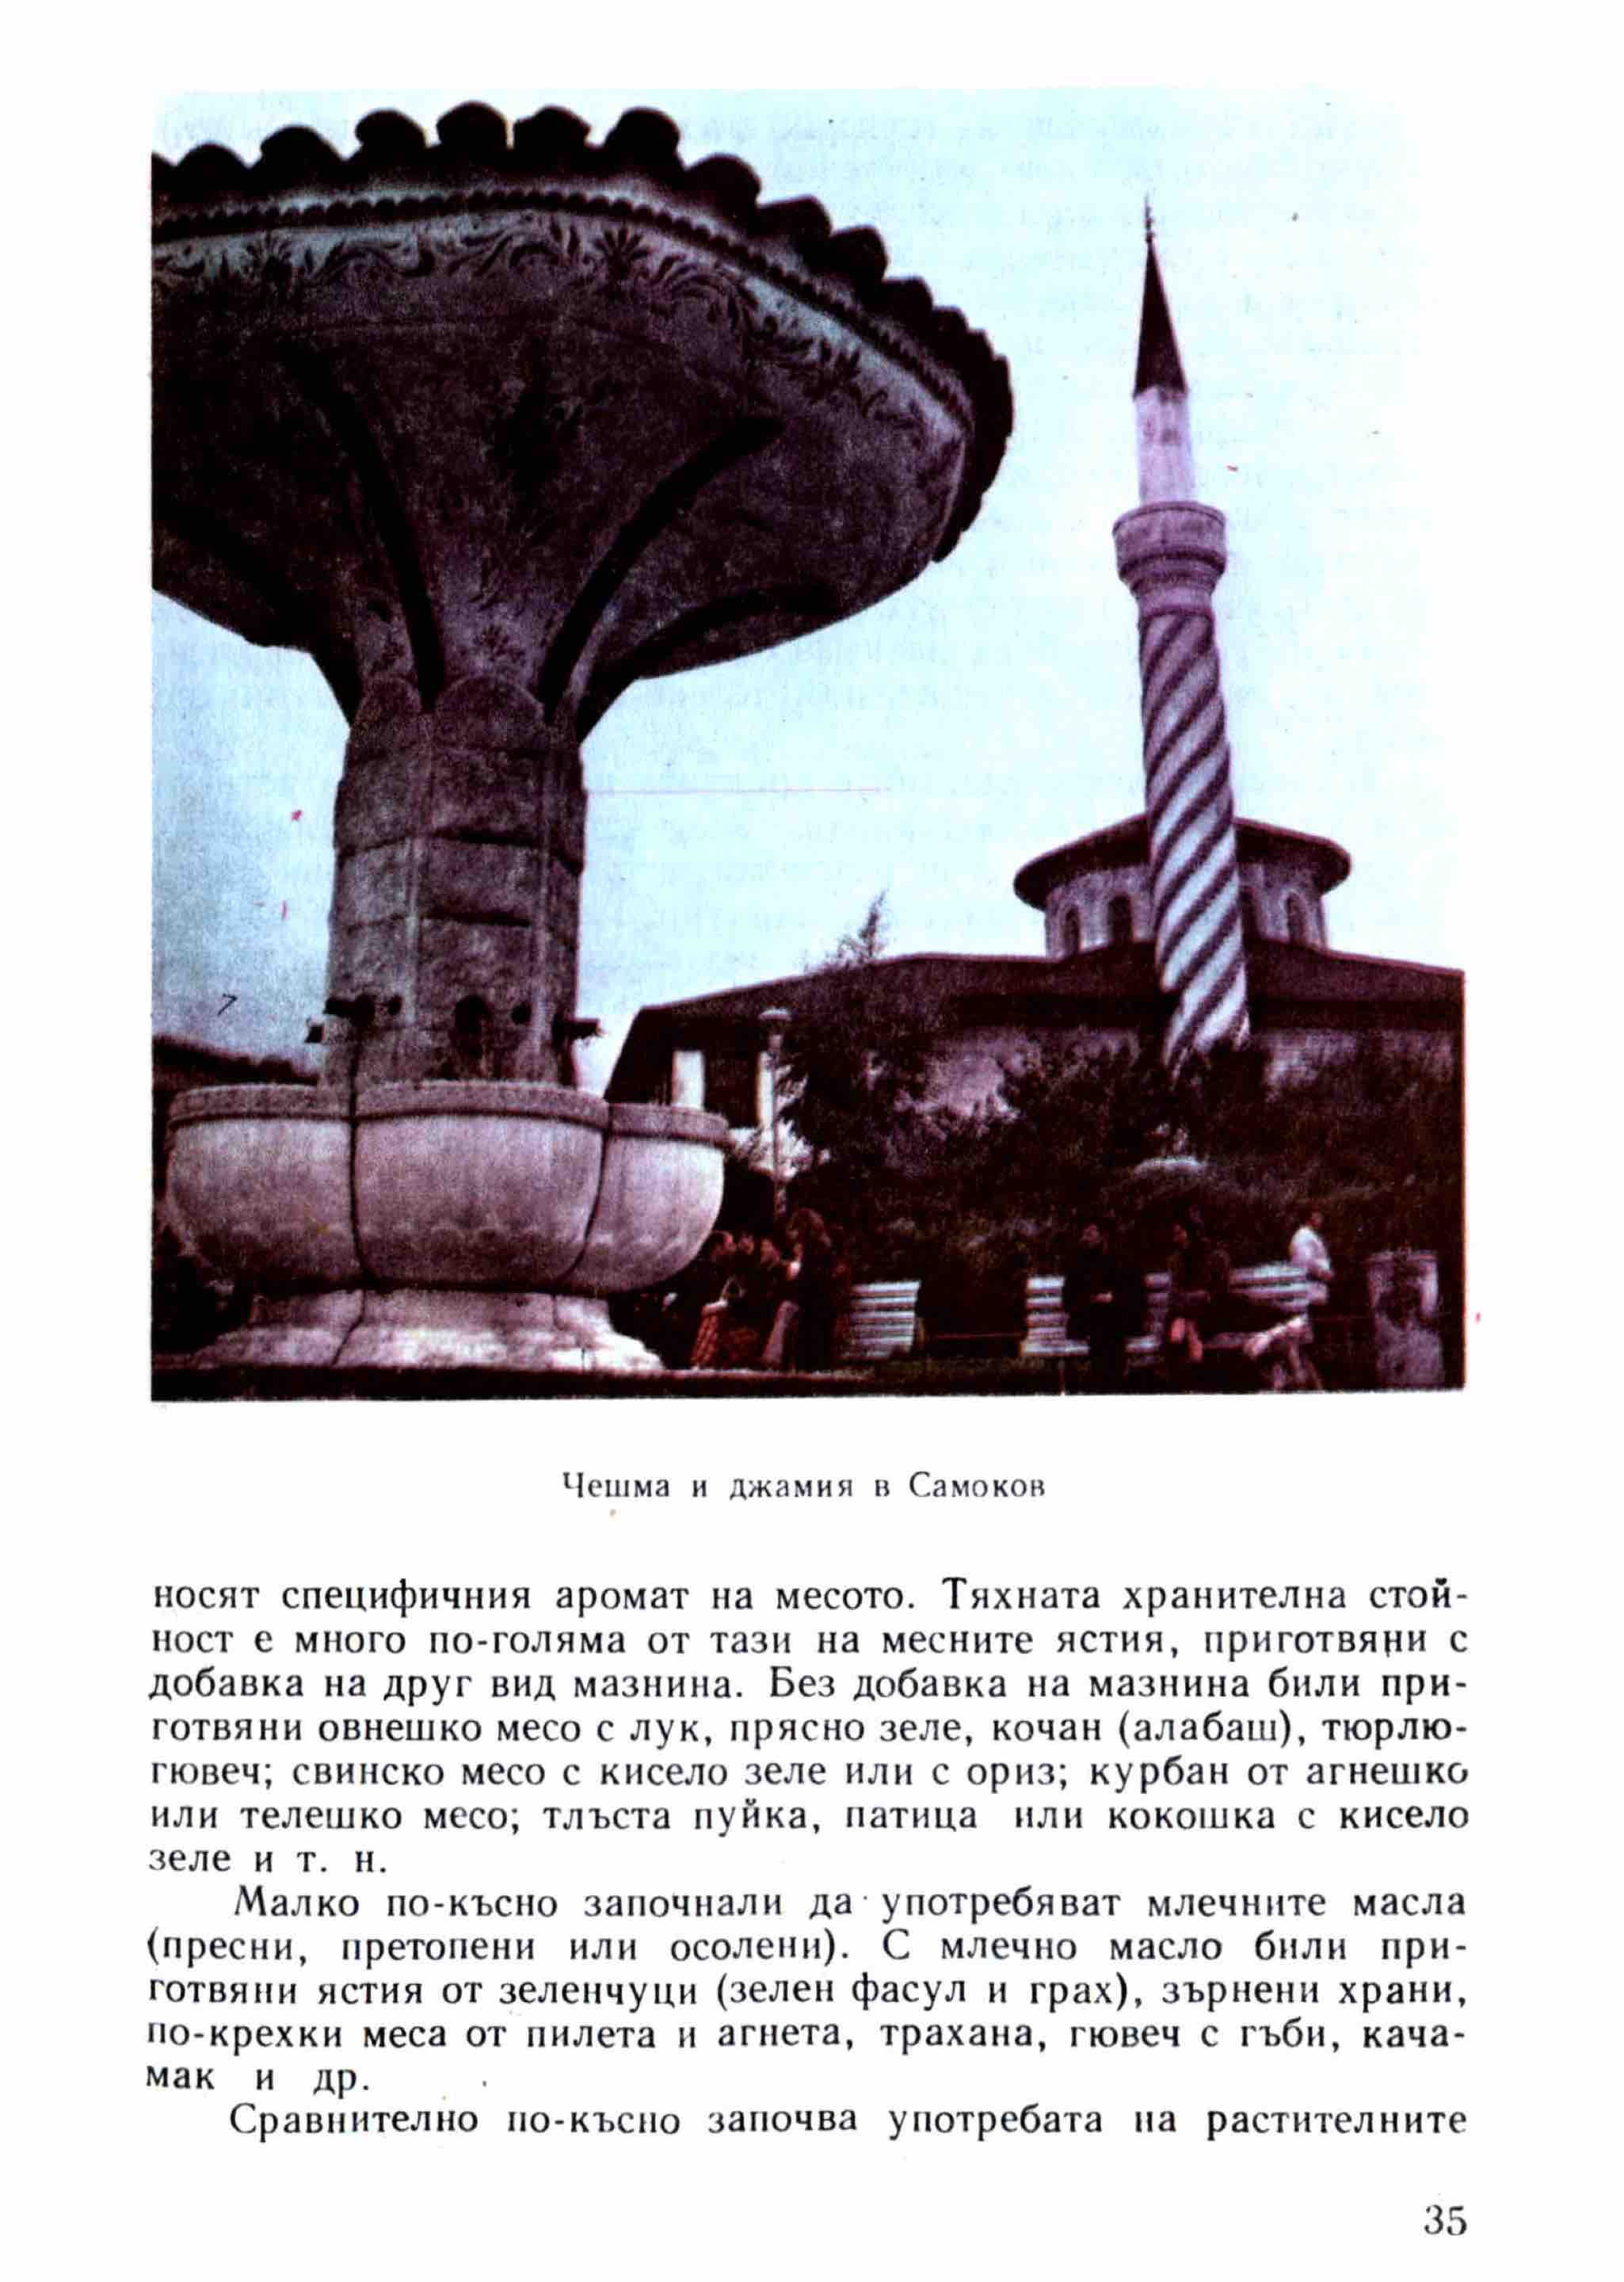 Чешма и джамия в Самоков
носят специфичния аромат на месото. Тяхната хранителна стой-
ност е много по-голяма от тази на месните ястия, приготвяни с
добавка на друг вид мазнина. Без добавка на мазнина били при-
готвяни овнешко месо с лук, прясно зеле, кочан (алабаш), тюрлю-
гювеч; свинско месо с кисело зеле или с ориз; курбан от агнешко
или телешко месо; тлъста пуйка, патица или кокошка с кисело
зеле и т. н.
Малко по-късно започнали да употребяват млечните масла
(пресни, претопени или осолени). С млечно масло били при-
готвяни ястия от зеленчуци (зелен фасул и грах), зърнени храни,
по-крехки меса от пилета и агнета, трахана, гювеч с гъби, кача-
мак и др.
Сравнително по-късно започва употребата на растителните
35